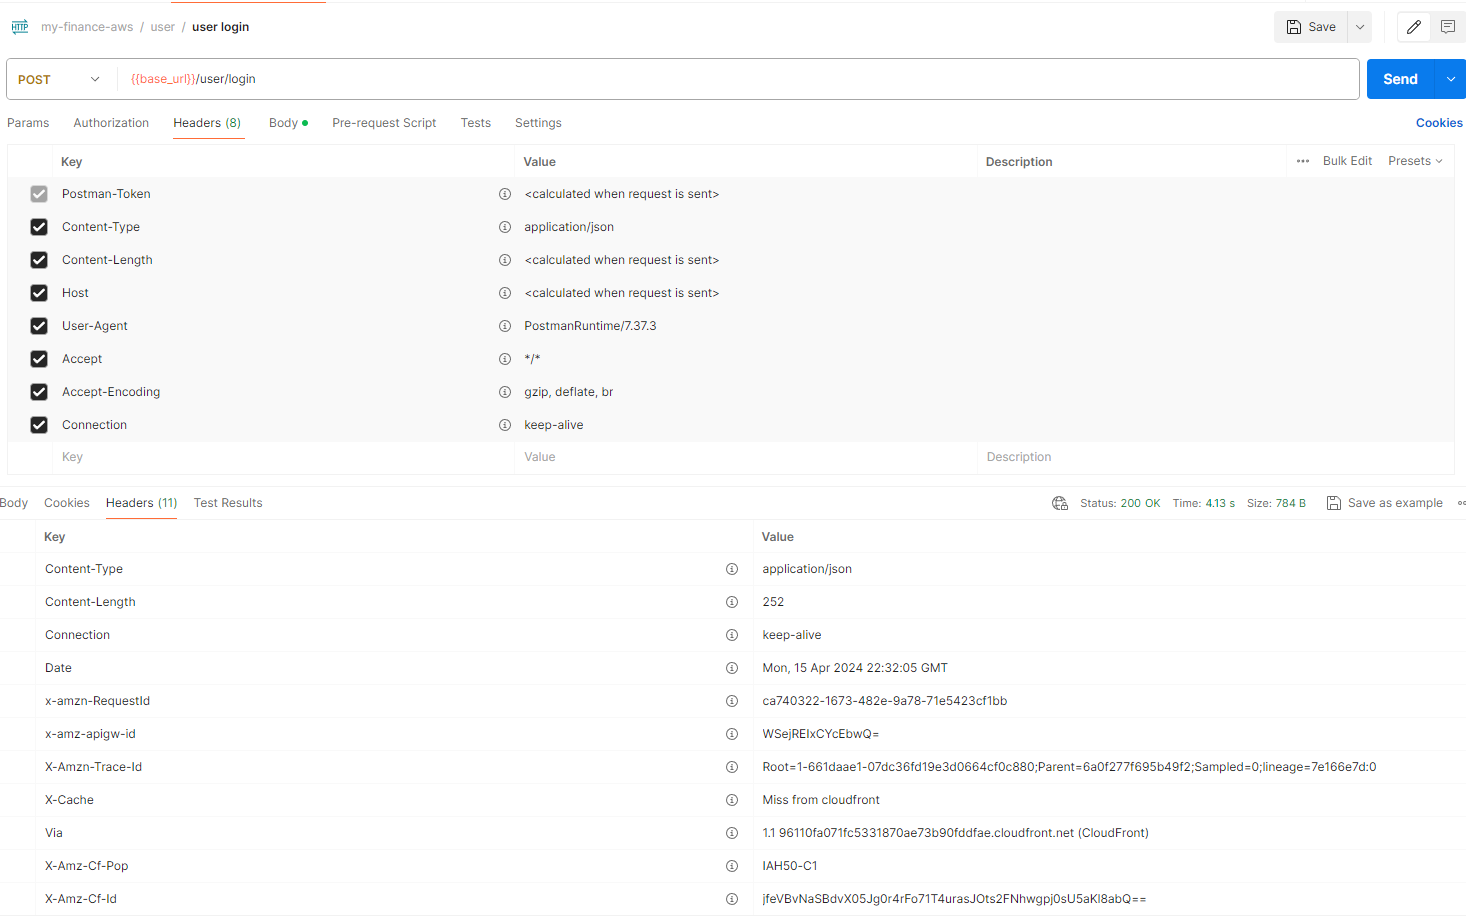 HTTP my-finance-aws / user / user login Save
POST {{base_url}}/user/login Send
Params Authorization Headers (8) Body Pre-request Script Tests Settings Cookies
Key Value Description Bulk Edit Presets
Postman-Token <calculated when request is sent>
Content-Type application/json
Content-Length <calculated when request is sent>
Host <calculated when request is sent>
User-Agent PostmanRuntime/7.37.3
Accept */*
Accept-Encoding gzip, deflate, br
Connection keep-alive
Key Value Description
Body Cookies Headers (11) Test Results Status: 200 OK Time: 4.13 s Size: 784 B Save as example
Key Value
Content-Type application/json
Content-Length 252
Connection keep-alive
Date Mon, 15 Apr 2024 22:32:05 GMT
x-amzn-RequestId ca740322-1673-482e-9a78-71e5423cf1bb
x-amz-apigw-id WSejREIxCYcEbwQ=
X-Amzn-Trace-Id Root=1-661daae1-07dc36fd19e3d0664cf0c880;Parent=6a0f277f695b49f2;Sampled=0;lineage=7e166e7d:0
X-Cache Miss from cloudfront
Via 1.1 96110fa071fc5331870ae73b90fddfae.cloudfront.net (CloudFront)
X-Amz-Cf-Pop IAH50-C1
X-Amz-Cf-Id jfeVBvNaSBdvX05Jg0r4rFo71T4urasJOts2FNhwgpj0sU5aKl8abQ==